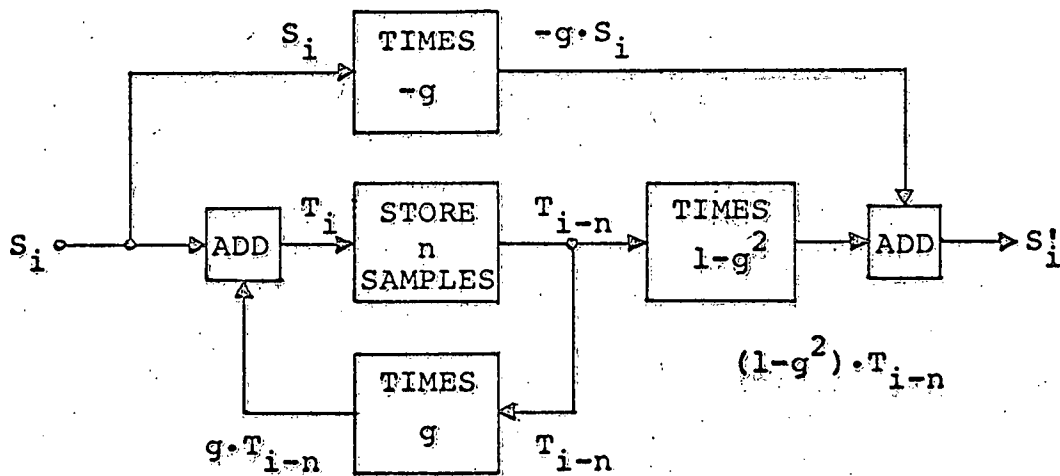 S_i
TIMES
-g
-g·S_i
S_i
ADD
T_i
STORE
n
SAMPLES
T_{i-n}
TIMES
1-g^2
ADD
S'_i
(1-g^2)·T_{i-n}
g·T_{i-n}
TIMES
g
T_{i-n}